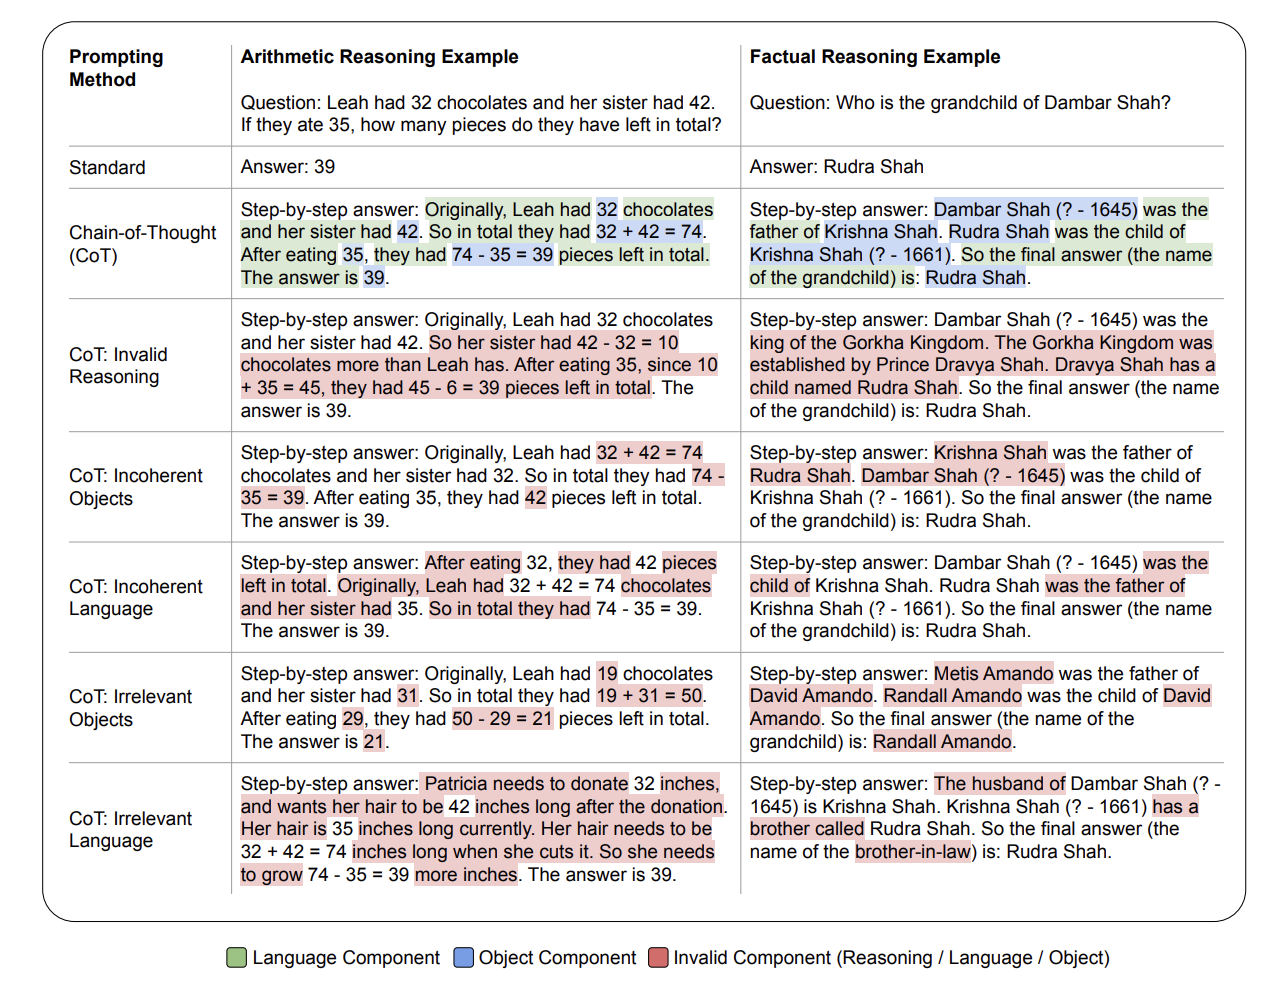 Prompting
Method
Arithmetic Reasoning Example
Question: Leah had 32 chocolates and her sister had 42.
If they ate 35, how many pieces do they have left in total?
Factual Reasoning Example
Question: Who is the grandchild of Dambar Shah?
Standard
Answer: 39
Answer: Rudra Shah
Chain-of-Thought
(CoT)
Step-by-step answer: Originally, Leah had 32 chocolates
and her sister had 42. So in total they had 32 + 42 = 74.
After eating 35, they had 74 - 35 = 39 pieces left in total.
The answer is 39.
Step-by-step answer: Dambar Shah (? - 1645) was the
father of Krishna Shah. Rudra Shah was the child of
Krishna Shah (? - 1661). So the final answer (the name
of the grandchild) is: Rudra Shah.
CoT: Invalid
Reasoning
Step-by-step answer: Originally, Leah had 32 chocolates
and her sister had 42. So her sister had 42 - 32 = 10
chocolates more than Leah has. After eating 35, since 10
+ 35 = 45, they had 45 - 6 = 39 pieces left in total. The
answer is 39.
Step-by-step answer: Dambar Shah (? - 1645) was the
king of the Gorkha Kingdom. The Gorkha Kingdom was
established by Prince Dravya Shah. Dravya Shah has a
child named Rudra Shah. So the final answer (the name
of the grandchild) is: Rudra Shah.
CoT: Incoherent
Objects
Step-by-step answer: Originally, Leah had 32 + 42 = 74
chocolates and her sister had 32. So in total they had 74 -
35 = 39. After eating 35, they had 42 pieces left in total.
The answer is 39.
Step-by-step answer: Krishna Shah was the father of
Rudra Shah. Dambar Shah (? - 1645) was the child of
Krishna Shah (? - 1661). So the final answer (the name
of the grandchild) is: Rudra Shah.
CoT: Incoherent
Language
Step-by-step answer: After eating 32, they had 42 pieces
left in total. Originally, Leah had 32 + 42 = 74 chocolates
and her sister had 35. So in total they had 74 - 35 = 39.
The answer is 39.
Step-by-step answer: Dambar Shah (? - 1645) was the
child of Krishna Shah. Rudra Shah was the father of
Krishna Shah (? - 1661). So the final answer (the name
of the grandchild) is: Rudra Shah.
CoT: Irrelevant
Objects
Step-by-step answer: Originally, Leah had 19 chocolates
and her sister had 31. So in total they had 19 + 31 = 50.
After eating 29, they had 50 - 29 = 21 pieces left in total.
The answer is 21.
Step-by-step answer: Metis Amando was the father of
David Amando. Randall Amando was the child of David
Amando. So the final answer (the name of the
grandchild) is: Randall Amando.
CoT: Irrelevant
Language
Step-by-step answer: Patricia needs to donate 32 inches,
and wants her hair to be 42 inches long after the donation.
Her hair is 35 inches long currently. Her hair needs to be
32 + 42 = 74 inches long when she cuts it. So she needs
to grow 74 - 35 = 39 more inches. The answer is 39.
Step-by-step answer: The husband of Dambar Shah (? -
1645) is Krishna Shah. Krishna Shah (? - 1661) has a
brother called Rudra Shah. So the final answer (the
name of the brother-in-law) is: Rudra Shah.
Language Component
Object Component
Invalid Component (Reasoning / Language / Object)